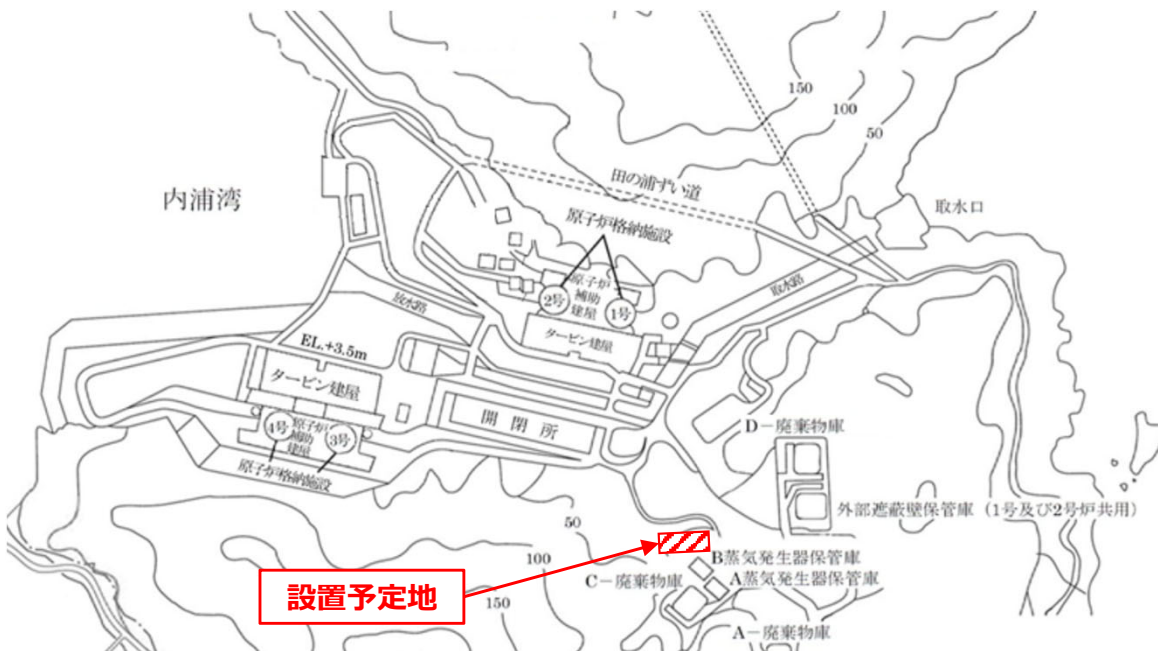 150
100
50
田の浦ずい道
内浦湾
取水口
原子炉格納施設
原子炉
補助
建屋
2号
1号
取水路
放水路
タービン建屋
EL.+3.5m
タービン建屋
開閉所
4号
原子炉
補助
建屋
3号
原子炉格納施設
D-廃棄物庫
外部遮蔽壁保管庫(1号及び2号炉共用)
50
100
150
B蒸気発生器保管庫
C-廃棄物庫
A蒸気発生器保管庫
設置予定地
A-廃棄物庫